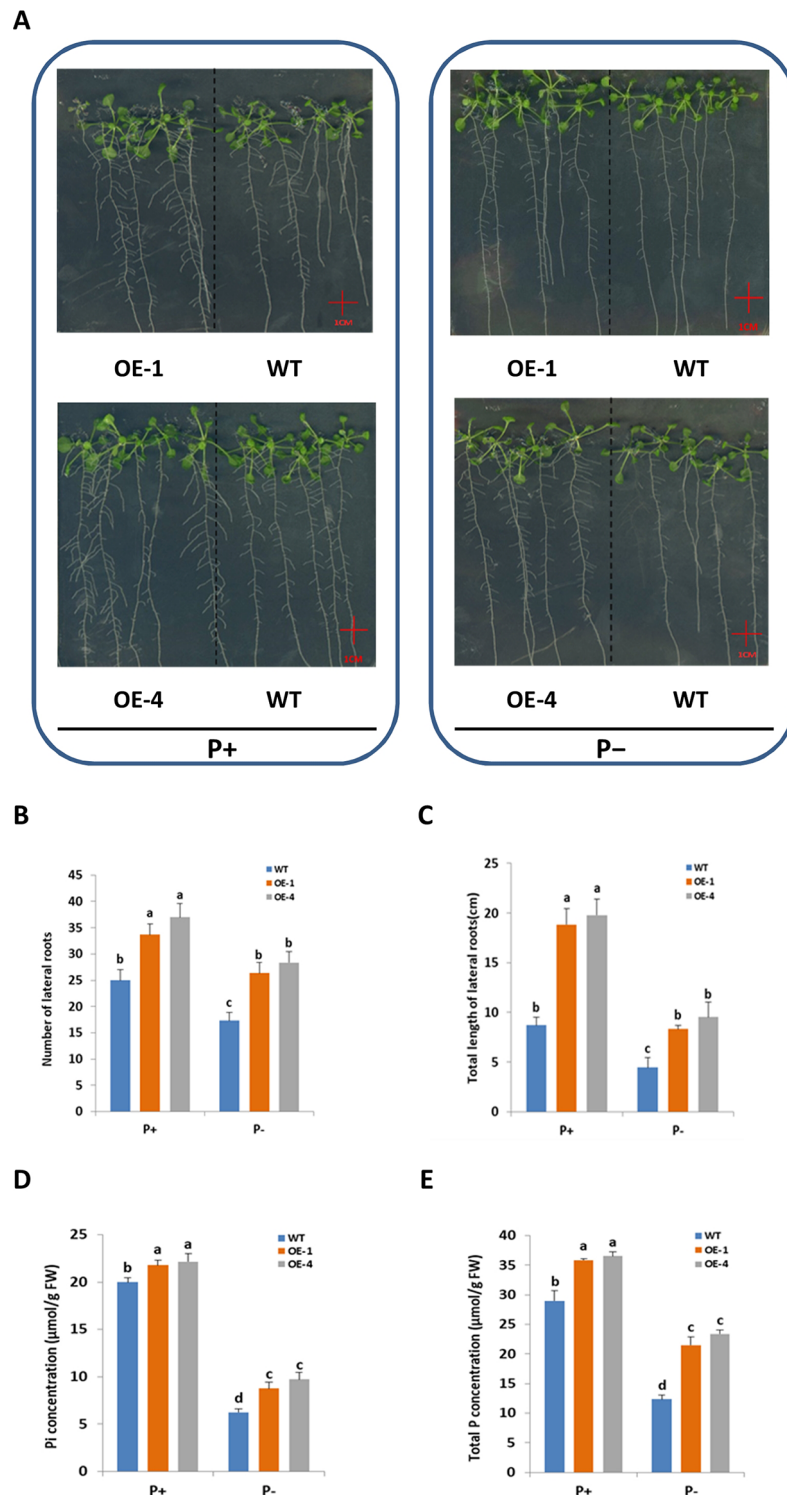 A
1CM
1CM
OE-1 WT OE-1 WT
1CM
1CM
OE-4 WT OE-4 WT
P+ P–
B
Number of lateral roots
45
40
35
30
25
20
15
10
5
0
WT
OE-1
OE-4
b a a c b b
P+ P-
C
Total length of lateral roots(cm)
25
20
15
10
5
0
WT
OE-1
OE-4
b a a c b b
P+ P-
D
Pi concentration (µmol/g FW)
25
20
15
10
5
0
WT
OE-1
OE-4
b a a d c c
P+ P-
E
Total P concentration (µmol/g FW)
40
35
30
25
20
15
10
5
0
WT
OE-1
OE-4
b a a d c c
P+ P-